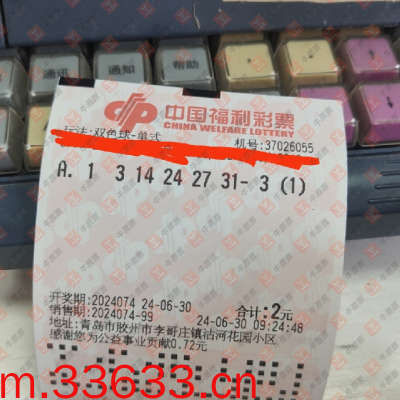 通讯 通知 帮助
中国福利彩票
CHINA WELFARE LOTTERY
玩法:双色球-单式 机号:37026055
A. 1 3 14 24 27 31- 3 (1)
开奖期:2024074 24-06-30 合计:2元
销售期:2024074-99 24-06-30 09:24:48
地址:青岛市胶州市李哥庄镇沽河花园小区
感谢您为公益事业贡献0.72元
m.33633.cn